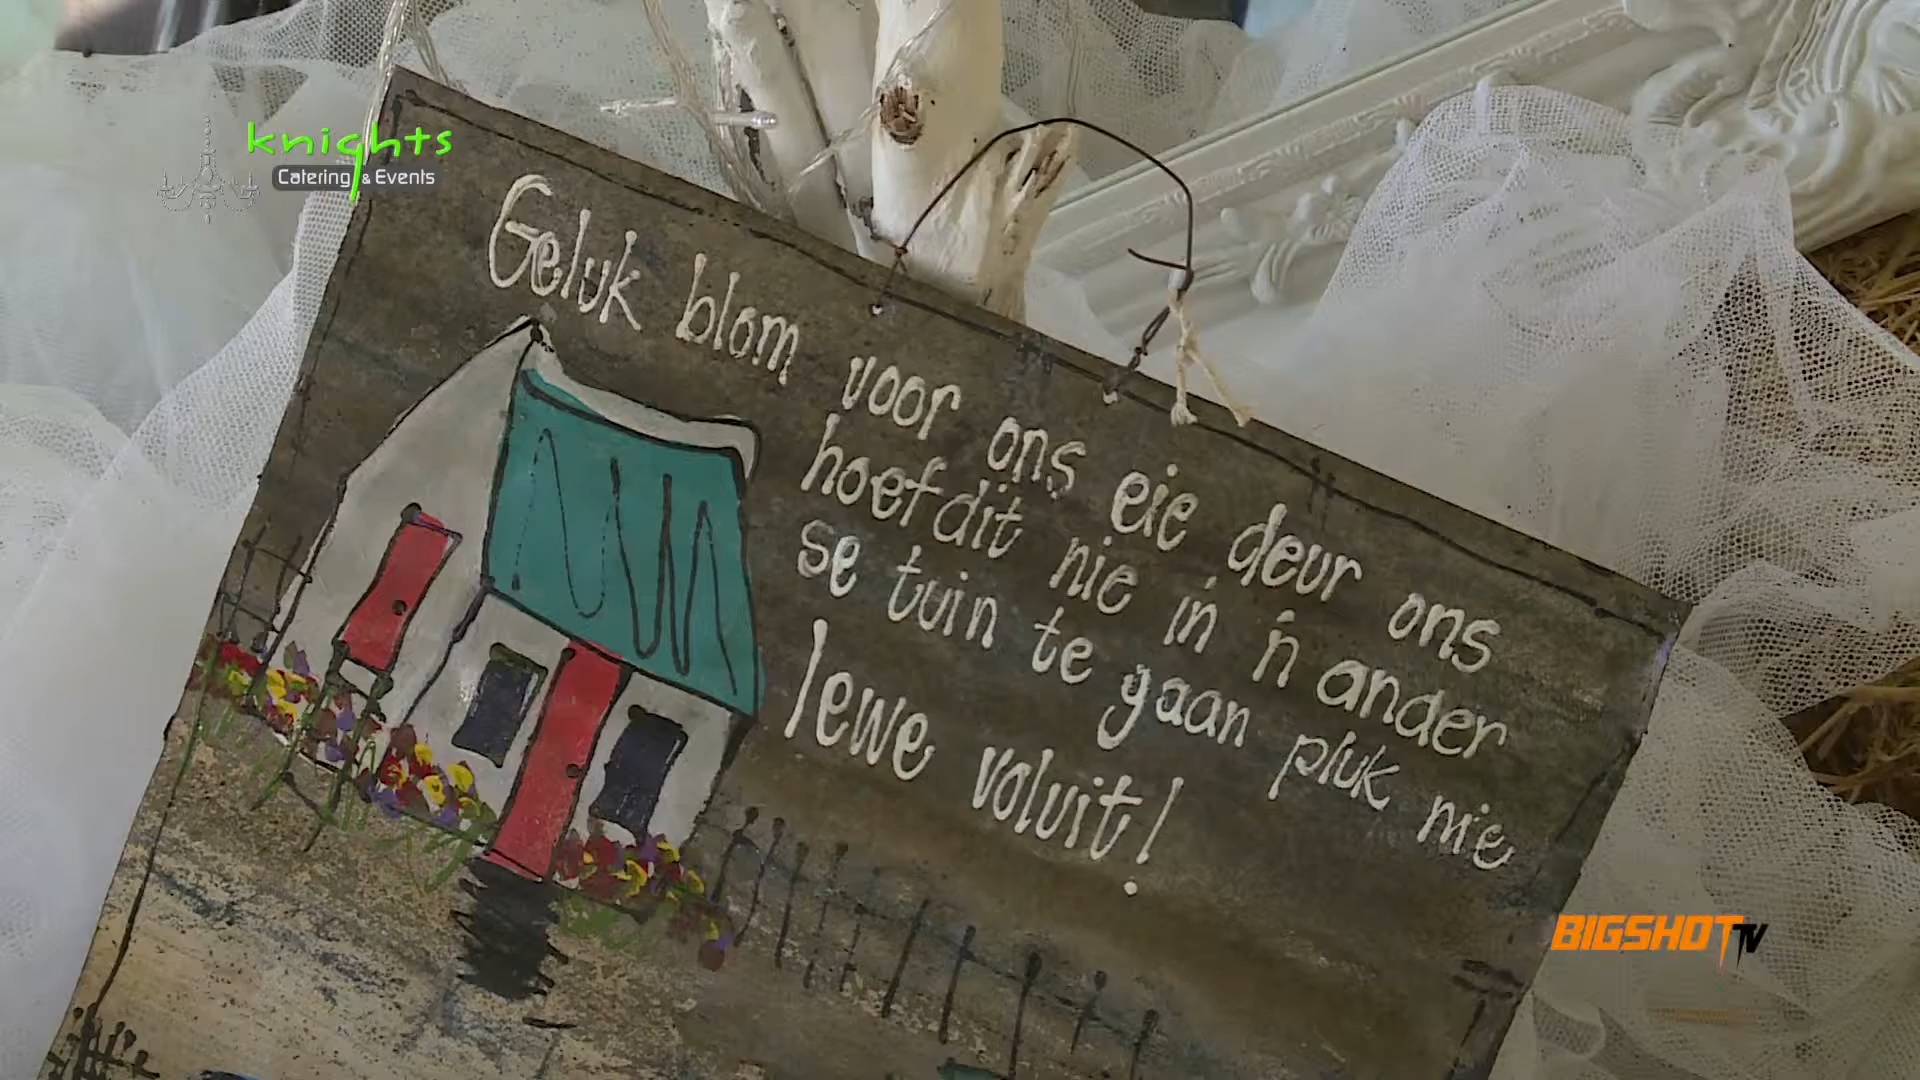 knights
Catering & Events
Geluk blom voor ons eie deur ons
hoef dit nie in 'n ander
se tuin te gaan pluk nie
lewe voluit!
BIGSHOT TV